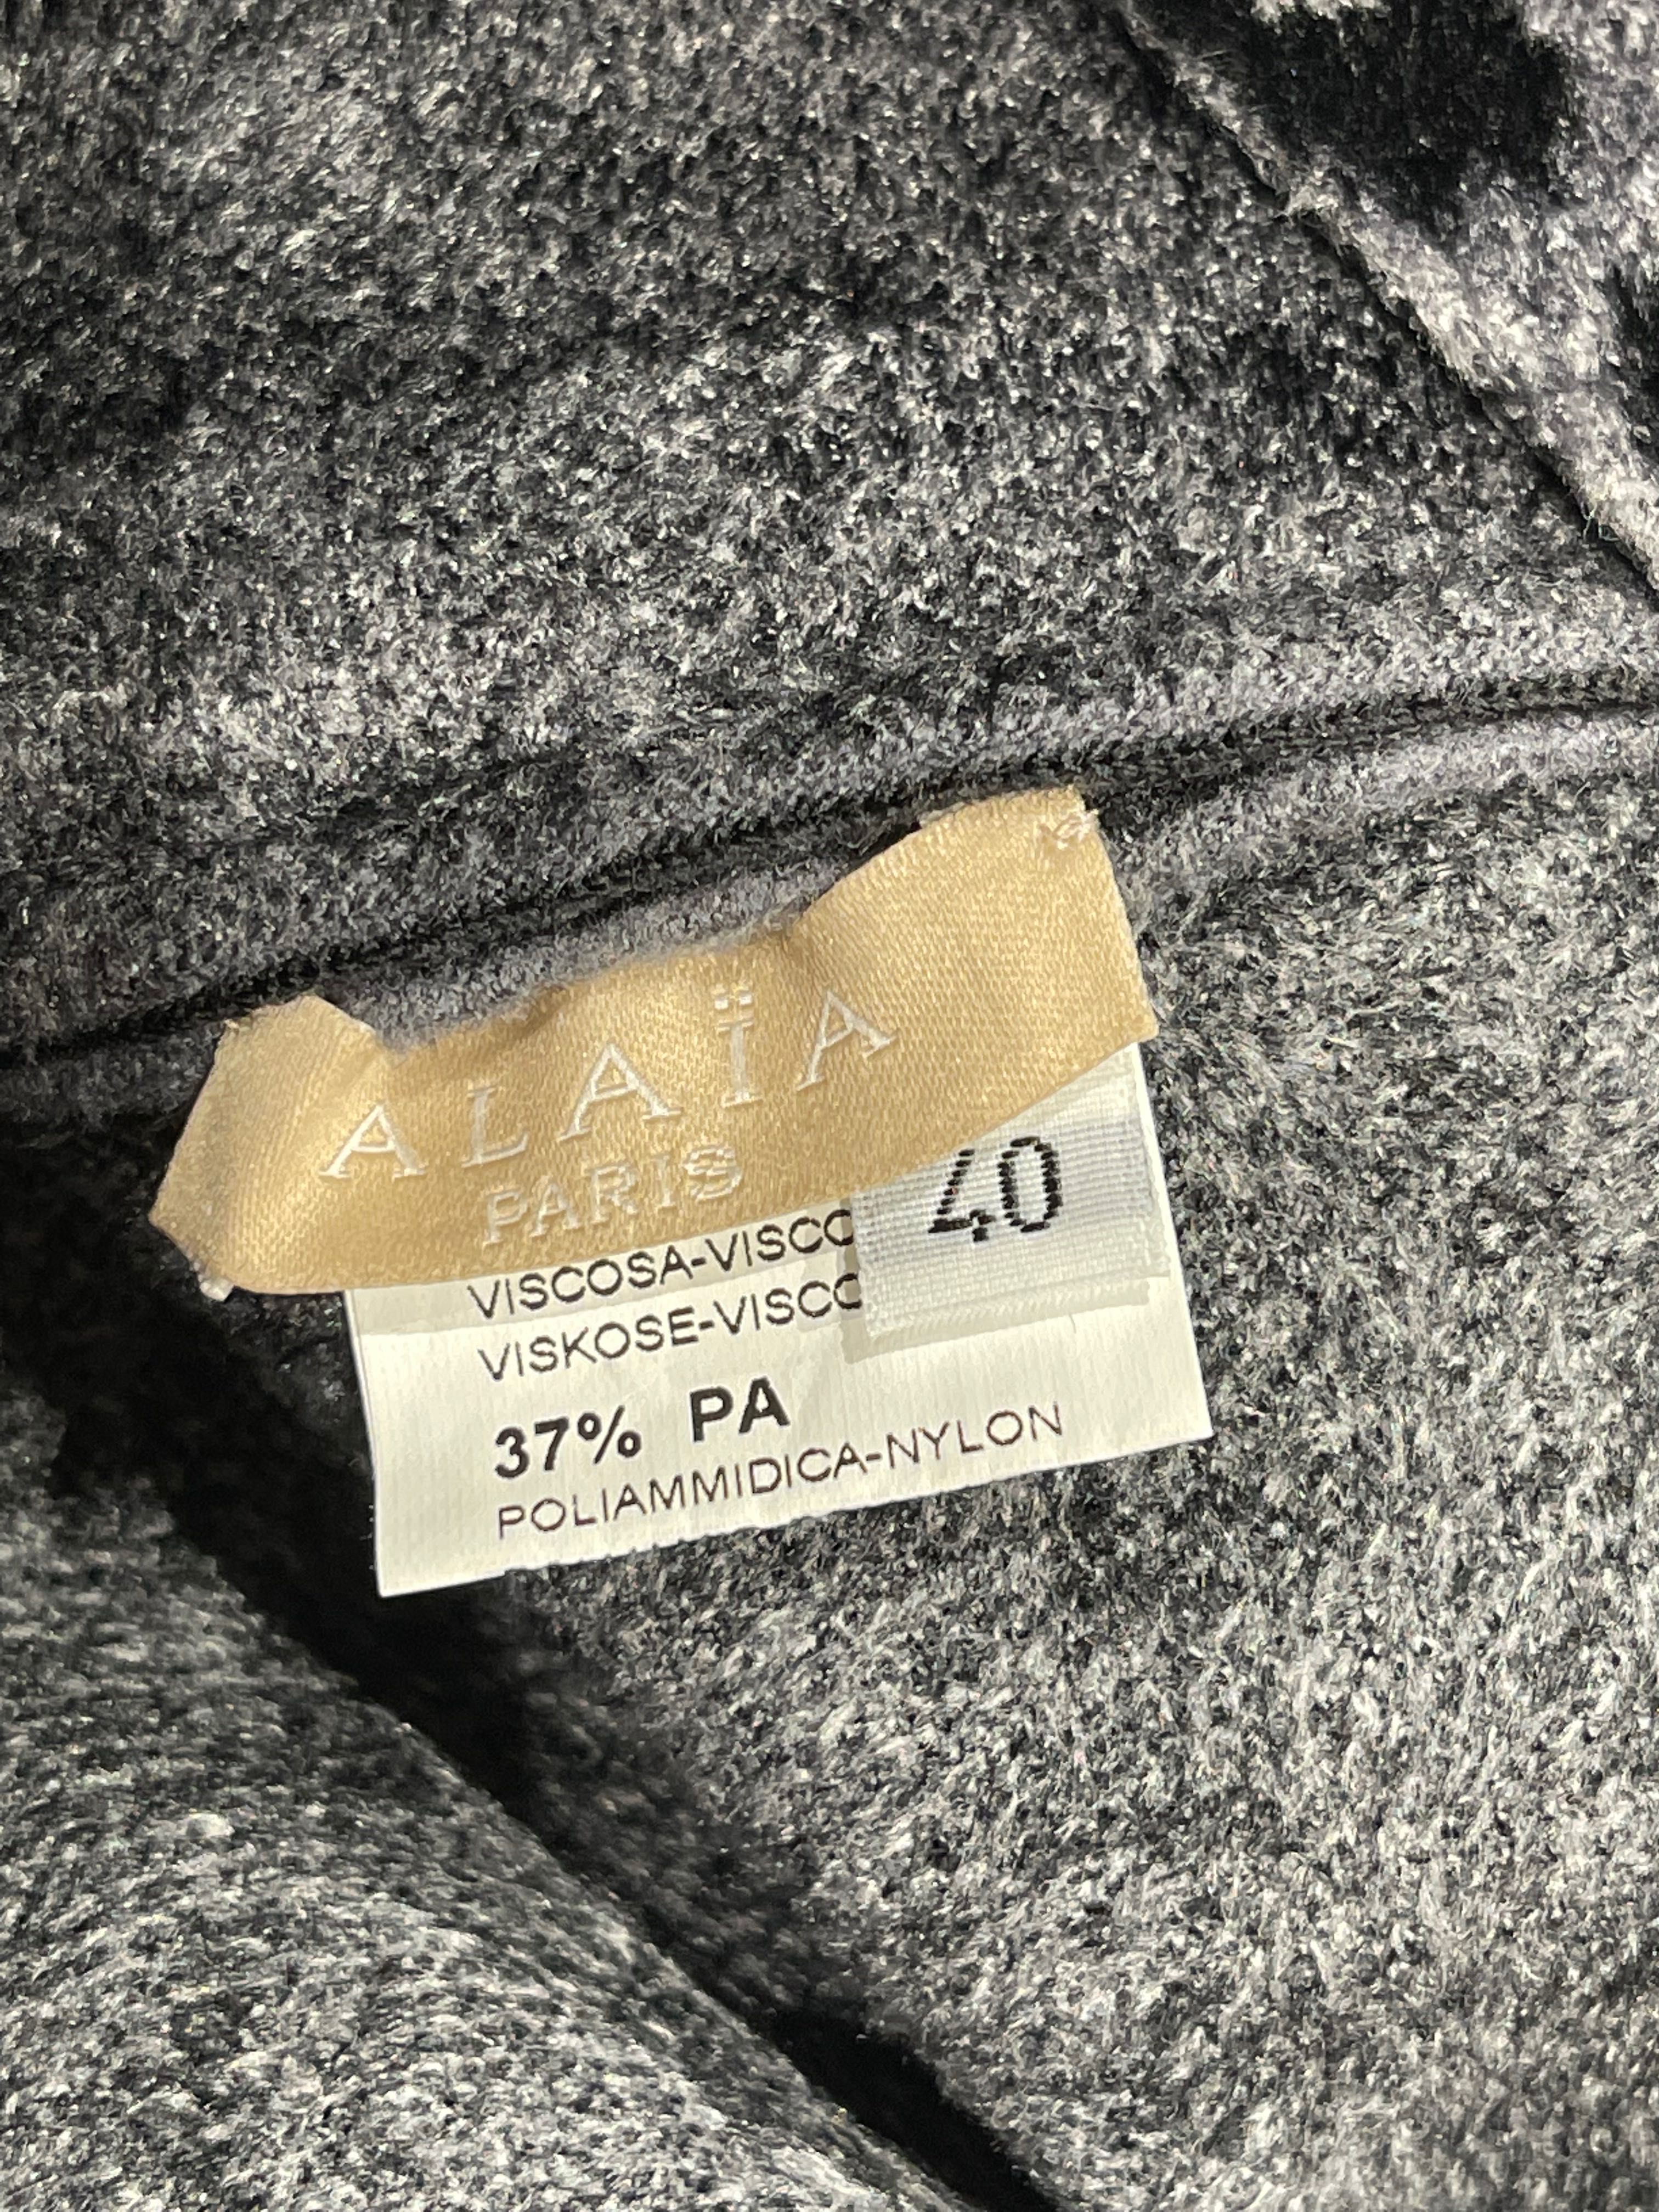 ALAÏA
PARIS
40
VISCOSA-VISCO
VISKOSE-VISCO
37% PA
POLIAMMIDICA-NYLON